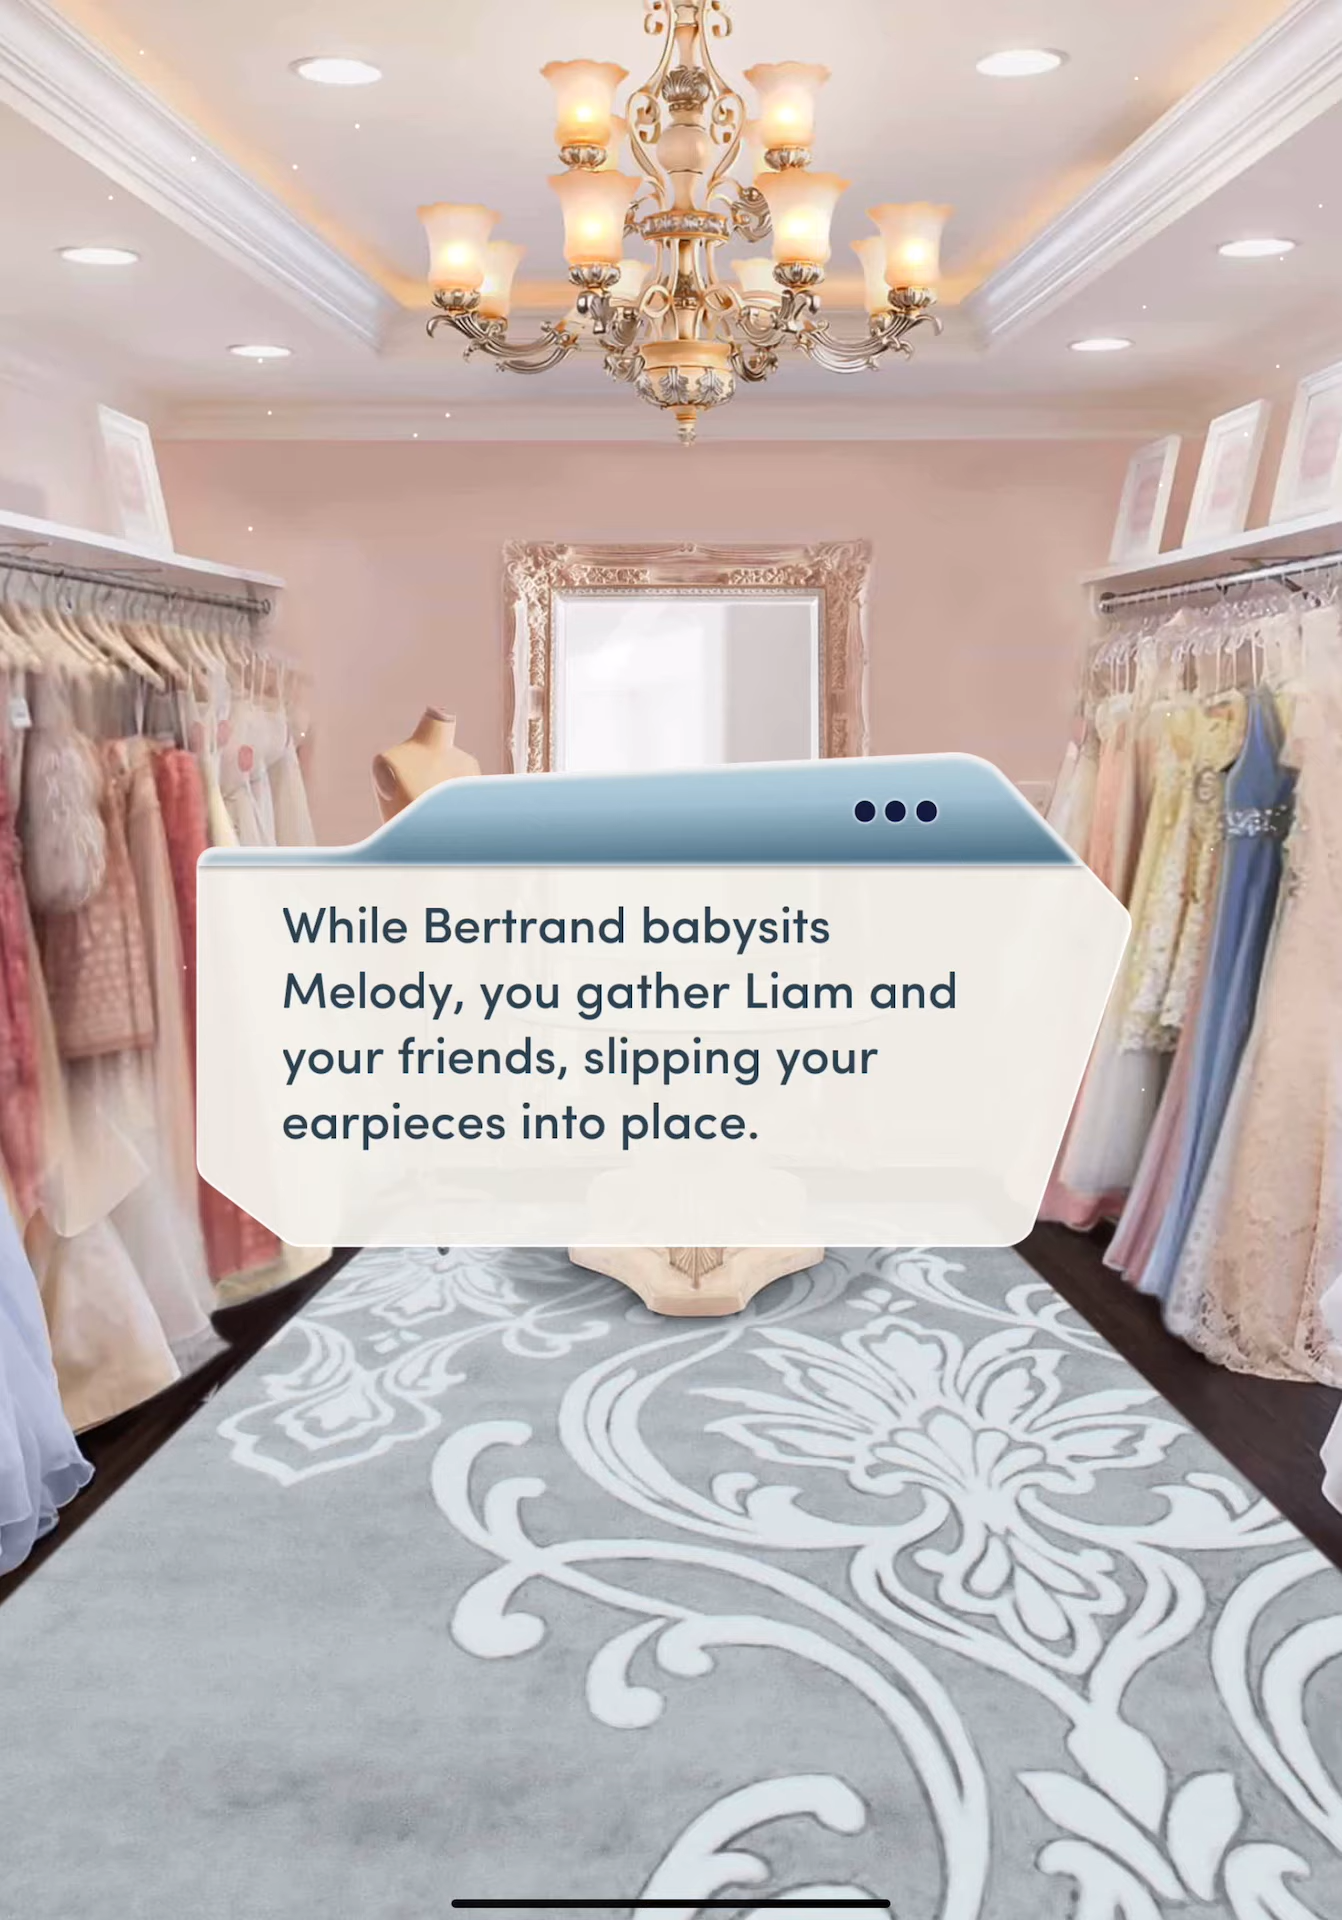 While Bertrand babysits
Melody, you gather Liam and
your friends, slipping your
earpieces into place.